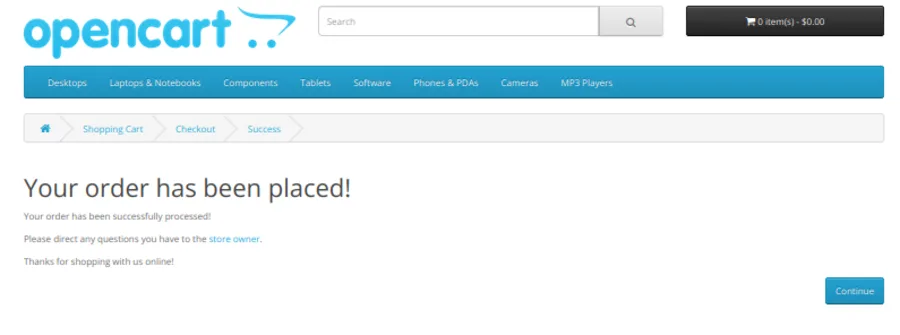 opencart
Search
0 item(s) - $0.00
Desktops Laptops & Notebooks Components Tablets Software Phones & PDAs Cameras MP3 Players
Shopping Cart Checkout Success
Your order has been placed!
Your order has been successfully processed!
Please direct any questions you have to the store owner.
Thanks for shopping with us online!
Continue